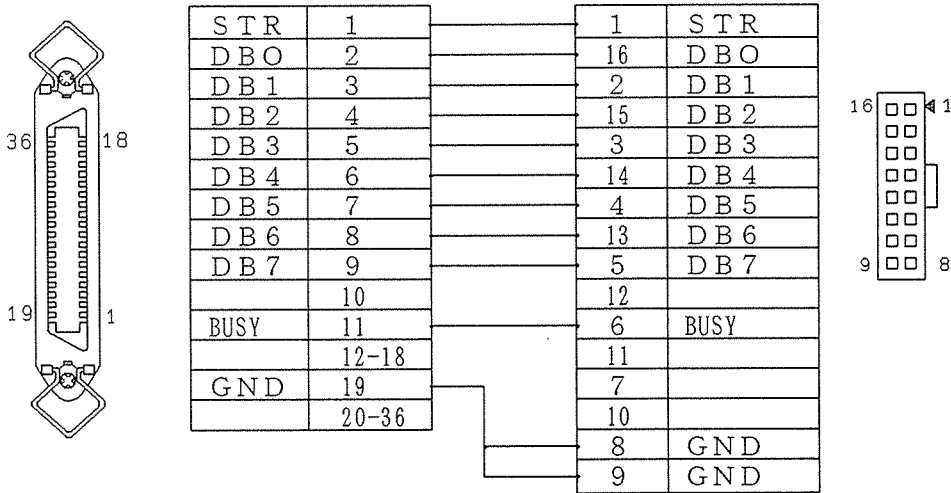 36 18
19 1
STR 1
DB0 2
DB1 3
DB2 4
DB3 5
DB4 6
DB5 7
DB6 8
DB7 9
10
BUSY 11
12-18
GND 19
20-36
1 STR
16 DB0
2 DB1
15 DB2
3 DB3
14 DB4
4 DB5
13 DB6
5 DB7
12
6 BUSY
11
7
10
8 GND
9 GND
16 1
9 8